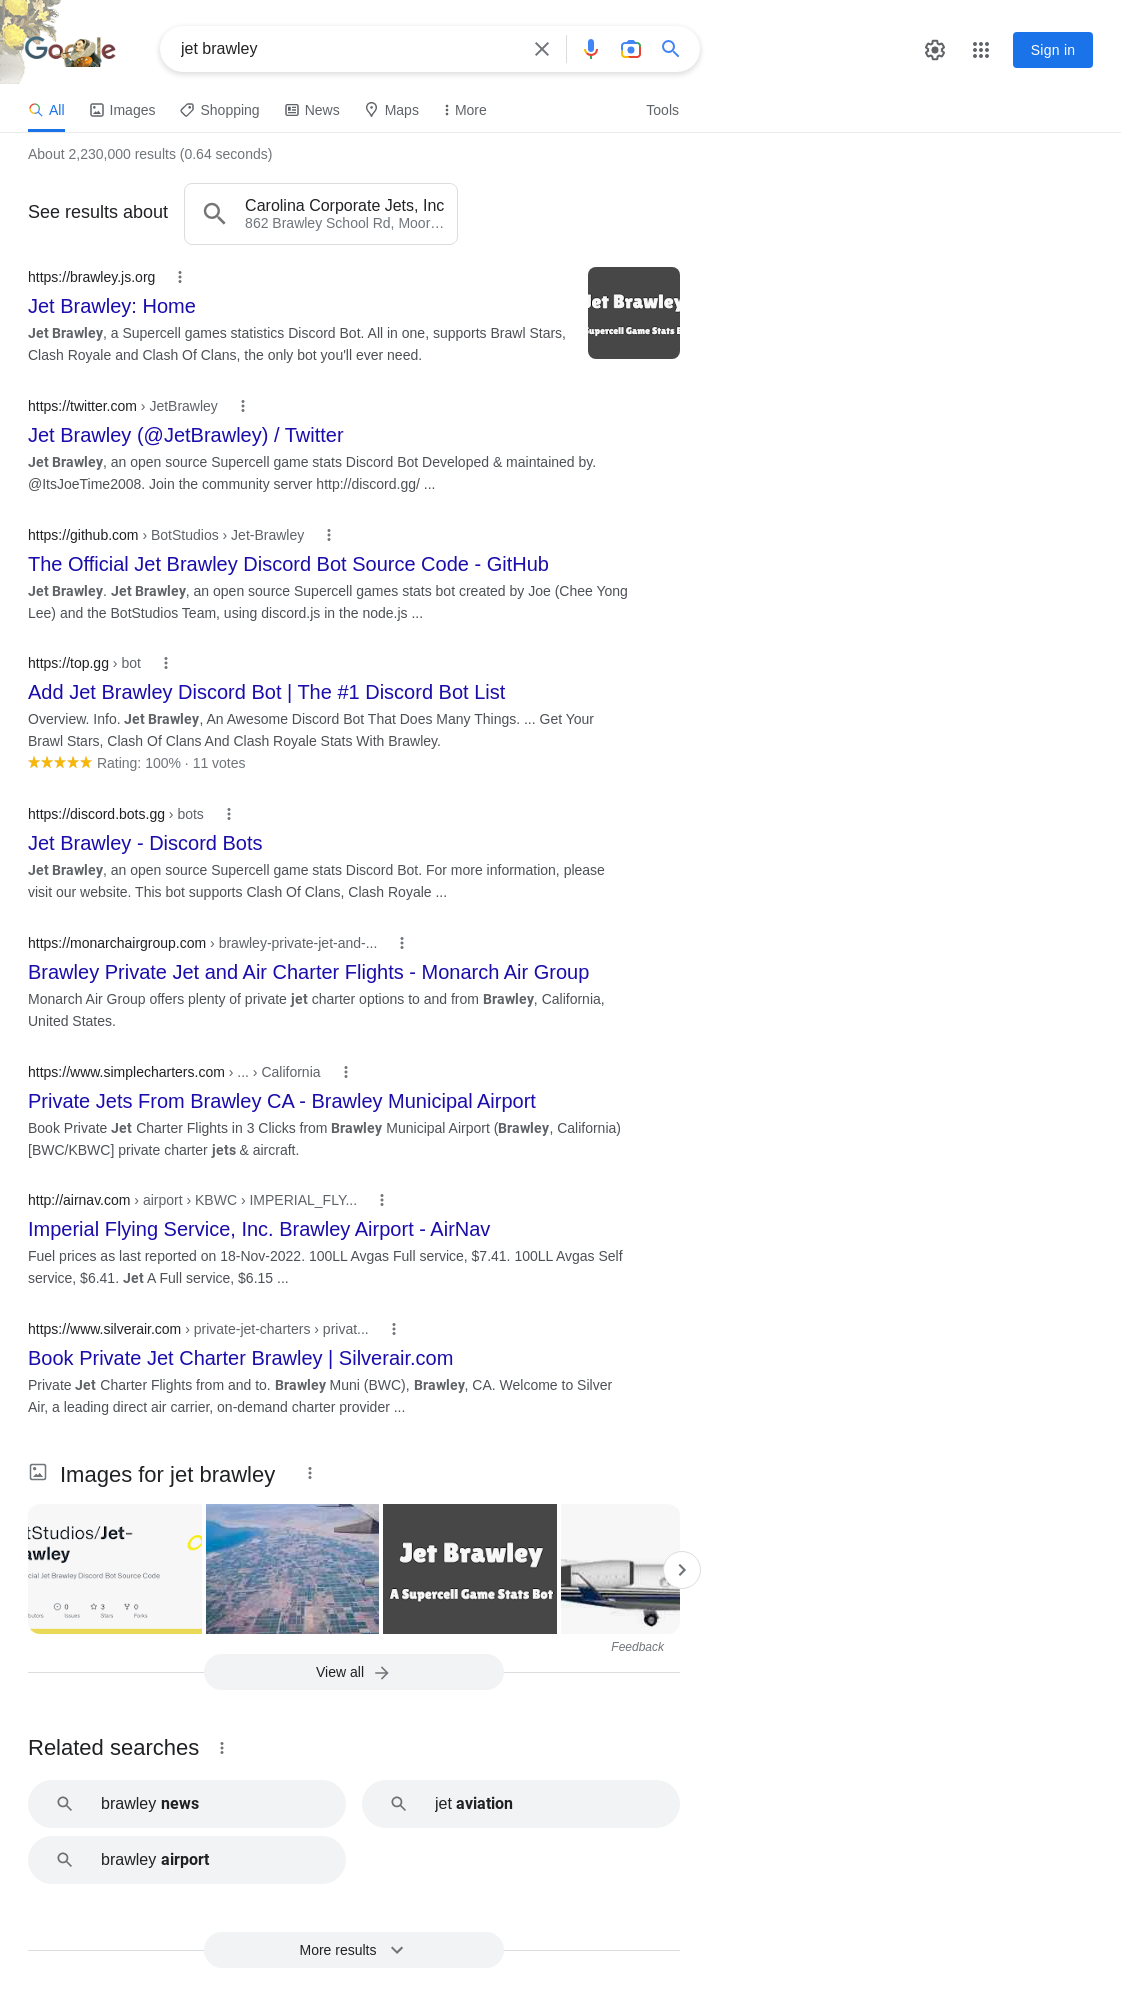 Google
jet brawley
Sign in
All
Images
Shopping
News
Maps
More
Tools
About 2,230,000 results (0.64 seconds)
See results about
Carolina Corporate Jets, Inc
862 Brawley School Rd, Moor…
https://brawley.js.org
Jet Brawley: Home
Jet Brawley, a Supercell games statistics Discord Bot. All in one, supports Brawl Stars,
Clash Royale and Clash Of Clans, the only bot you'll ever need.
Jet Brawley
Supercell Game Stats B
https://twitter.com › JetBrawley
Jet Brawley (@JetBrawley) / Twitter
Jet Brawley, an open source Supercell game stats Discord Bot Developed & maintained by.
@ItsJoeTime2008. Join the community server http://discord.gg/ ...
https://github.com › BotStudios › Jet-Brawley
The Official Jet Brawley Discord Bot Source Code - GitHub
Jet Brawley. Jet Brawley, an open source Supercell games stats bot created by Joe (Chee Yong
Lee) and the BotStudios Team, using discord.js in the node.js ...
https://top.gg › bot
Add Jet Brawley Discord Bot | The #1 Discord Bot List
Overview. Info. Jet Brawley, An Awesome Discord Bot That Does Many Things. ... Get Your
Brawl Stars, Clash Of Clans And Clash Royale Stats With Brawley.
Rating: 100% · 11 votes
https://discord.bots.gg › bots
Jet Brawley - Discord Bots
Jet Brawley, an open source Supercell game stats Discord Bot. For more information, please
visit our website. This bot supports Clash Of Clans, Clash Royale ...
https://monarchairgroup.com › brawley-private-jet-and-...
Brawley Private Jet and Air Charter Flights - Monarch Air Group
Monarch Air Group offers plenty of private jet charter options to and from Brawley, California,
United States.
https://www.simplecharters.com › ... › California
Private Jets From Brawley CA - Brawley Municipal Airport
Book Private Jet Charter Flights in 3 Clicks from Brawley Municipal Airport (Brawley, California)
[BWC/KBWC] private charter jets & aircraft.
http://airnav.com › airport › KBWC › IMPERIAL_FLY...
Imperial Flying Service, Inc. Brawley Airport - AirNav
Fuel prices as last reported on 18-Nov-2022. 100LL Avgas Full service, $7.41. 100LL Avgas Self
service, $6.41. Jet A Full service, $6.15 ...
https://www.silverair.com › private-jet-charters › privat...
Book Private Jet Charter Brawley | Silverair.com
Private Jet Charter Flights from and to. Brawley Muni (BWC), Brawley, CA. Welcome to Silver
Air, a leading direct air carrier, on-demand charter provider ...
Images for jet brawley
tStudios/Jet-
awley
cial Jet Brawley Discord Bot Source Code
0
3
0
butors
Issues
Stars
Forks
Jet Brawley
A Supercell Game Stats Bot
Feedback
View all
Related searches
brawley news
jet aviation
brawley airport
More results